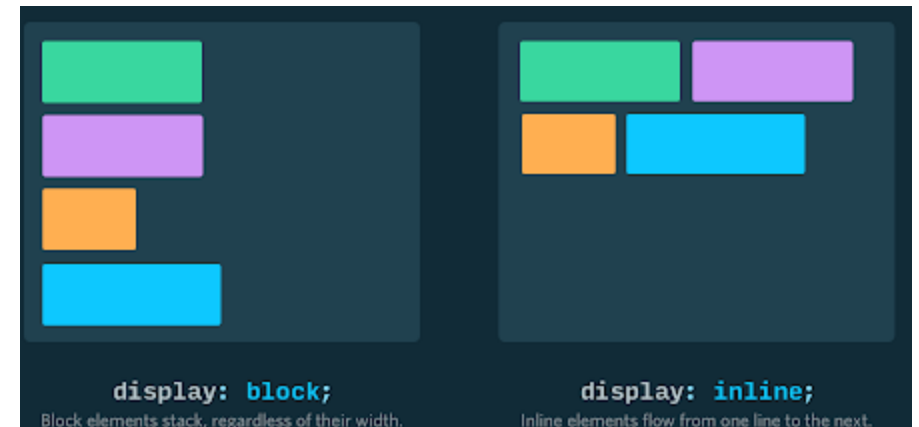 display: block;
Block elements stack, regardless of their width.
display: inline;
Inline elements flow from one line to the next.